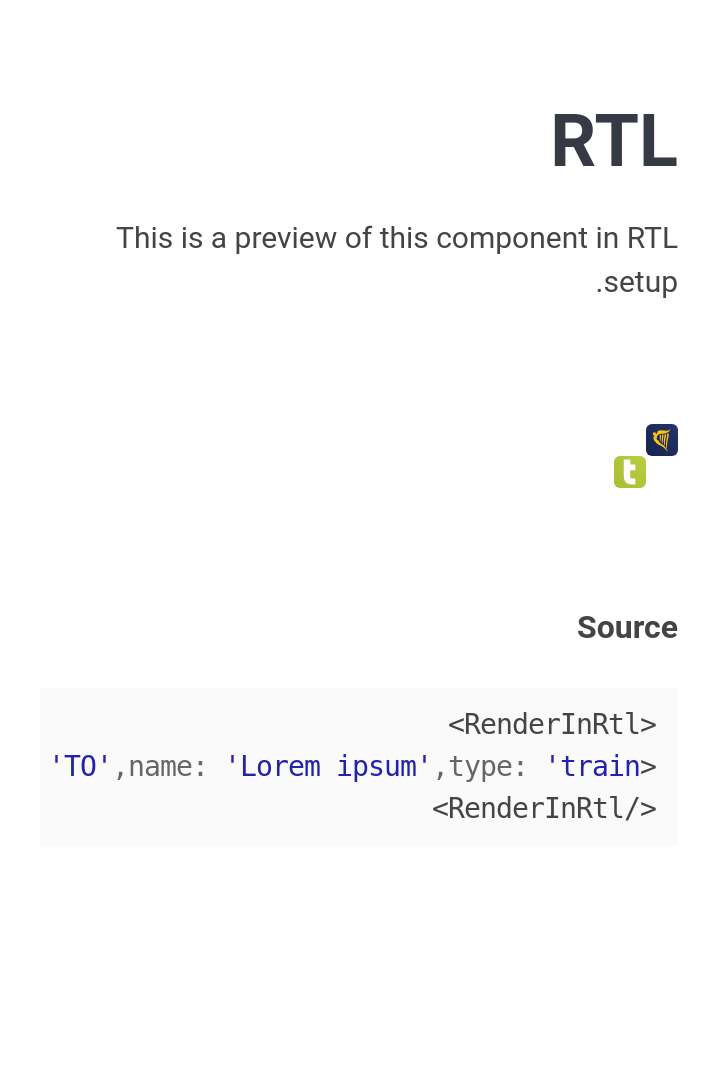 RTL
This is a preview of this component in RTL
.setup
t
Source
<RenderInRtl>
'TO',name: 'Lorem ipsum',type: 'train>
<RenderInRtl/>